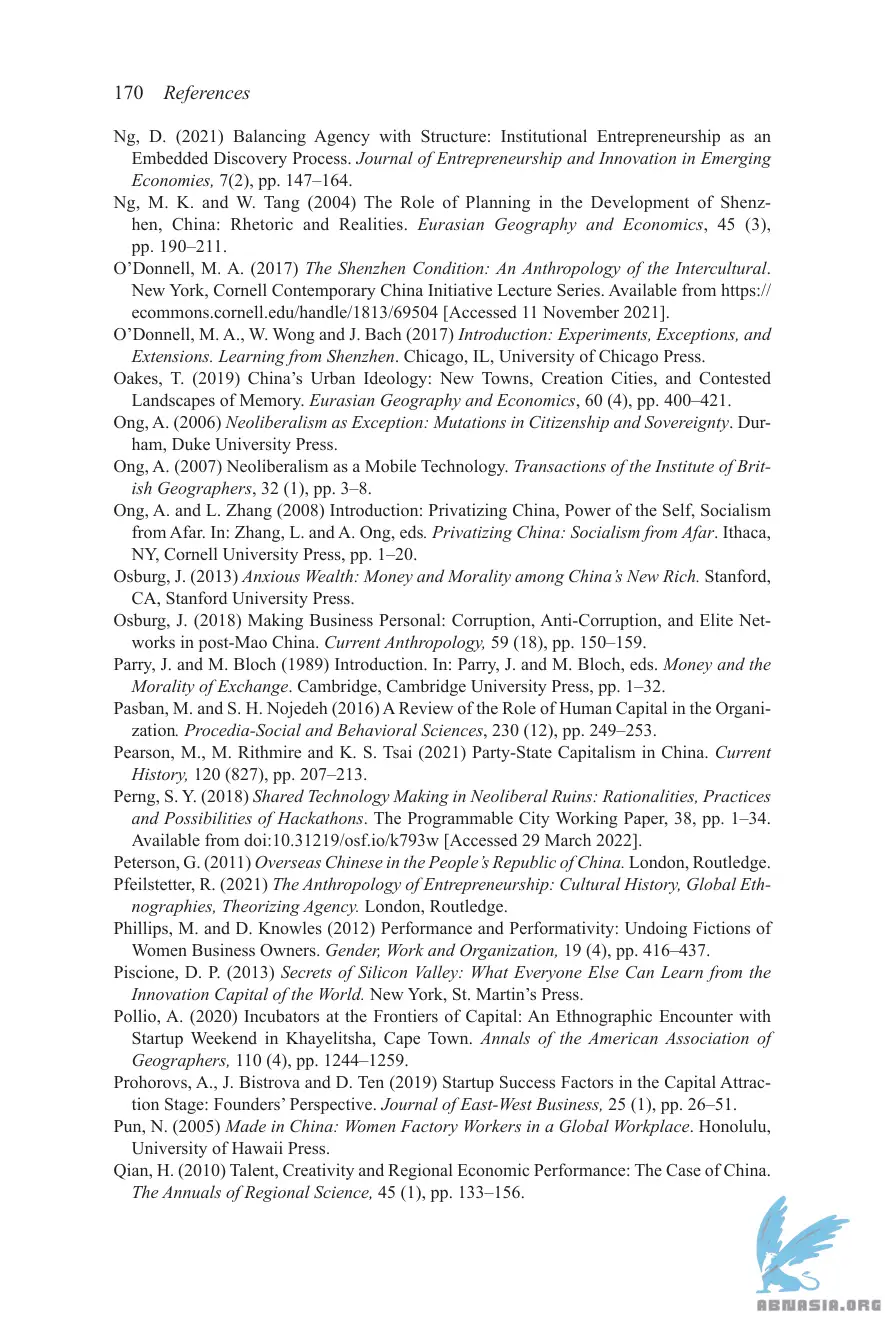 170 References
Ng, D. (2021) Balancing Agency with Structure: Institutional Entrepreneurship as an
Embedded Discovery Process. Journal of Entrepreneurship and Innovation in Emerging
Economies, 7(2), pp. 147–164.
Ng, M. K. and W. Tang (2004) The Role of Planning in the Development of Shenz-
hen, China: Rhetoric and Realities. Eurasian Geography and Economics, 45 (3),
pp. 190–211.
O’Donnell, M. A. (2017) The Shenzhen Condition: An Anthropology of the Intercultural.
New York, Cornell Contemporary China Initiative Lecture Series. Available from https://
ecommons.cornell.edu/handle/1813/69504 [Accessed 11 November 2021].
O’Donnell, M. A., W. Wong and J. Bach (2017) Introduction: Experiments, Exceptions, and
Extensions. Learning from Shenzhen. Chicago, IL, University of Chicago Press.
Oakes, T. (2019) China’s Urban Ideology: New Towns, Creation Cities, and Contested
Landscapes of Memory. Eurasian Geography and Economics, 60 (4), pp. 400–421.
Ong, A. (2006) Neoliberalism as Exception: Mutations in Citizenship and Sovereignty. Dur-
ham, Duke University Press.
Ong, A. (2007) Neoliberalism as a Mobile Technology. Transactions of the Institute of Brit-
ish Geographers, 32 (1), pp. 3–8.
Ong, A. and L. Zhang (2008) Introduction: Privatizing China, Power of the Self, Socialism
from Afar. In: Zhang, L. and A. Ong, eds. Privatizing China: Socialism from Afar. Ithaca,
NY, Cornell University Press, pp. 1–20.
Osburg, J. (2013) Anxious Wealth: Money and Morality among China’s New Rich. Stanford,
CA, Stanford University Press.
Osburg, J. (2018) Making Business Personal: Corruption, Anti-Corruption, and Elite Net-
works in post-Mao China. Current Anthropology, 59 (18), pp. 150–159.
Parry, J. and M. Bloch (1989) Introduction. In: Parry, J. and M. Bloch, eds. Money and the
Morality of Exchange. Cambridge, Cambridge University Press, pp. 1–32.
Pasban, M. and S. H. Nojedeh (2016) A Review of the Role of Human Capital in the Organi-
zation. Procedia-Social and Behavioral Sciences, 230 (12), pp. 249–253.
Pearson, M., M. Rithmire and K. S. Tsai (2021) Party-State Capitalism in China. Current
History, 120 (827), pp. 207–213.
Perng, S. Y. (2018) Shared Technology Making in Neoliberal Ruins: Rationalities, Practices
and Possibilities of Hackathons. The Programmable City Working Paper, 38, pp. 1–34.
Available from doi:10.31219/osf.io/k793w [Accessed 29 March 2022].
Peterson, G. (2011) Overseas Chinese in the People’s Republic of China. London, Routledge.
Pfeilstetter, R. (2021) The Anthropology of Entrepreneurship: Cultural History, Global Eth-
nographies, Theorizing Agency. London, Routledge.
Phillips, M. and D. Knowles (2012) Performance and Performativity: Undoing Fictions of
Women Business Owners. Gender, Work and Organization, 19 (4), pp. 416–437.
Piscione, D. P. (2013) Secrets of Silicon Valley: What Everyone Else Can Learn from the
Innovation Capital of the World. New York, St. Martin’s Press.
Pollio, A. (2020) Incubators at the Frontiers of Capital: An Ethnographic Encounter with
Startup Weekend in Khayelitsha, Cape Town. Annals of the American Association of
Geographers, 110 (4), pp. 1244–1259.
Prohorovs, A., J. Bistrova and D. Ten (2019) Startup Success Factors in the Capital Attrac-
tion Stage: Founders’ Perspective. Journal of East-West Business, 25 (1), pp. 26–51.
Pun, N. (2005) Made in China: Women Factory Workers in a Global Workplace. Honolulu,
University of Hawaii Press.
Qian, H. (2010) Talent, Creativity and Regional Economic Performance: The Case of China.
The Annuals of Regional Science, 45 (1), pp. 133–156.
ABNASIA.ORG